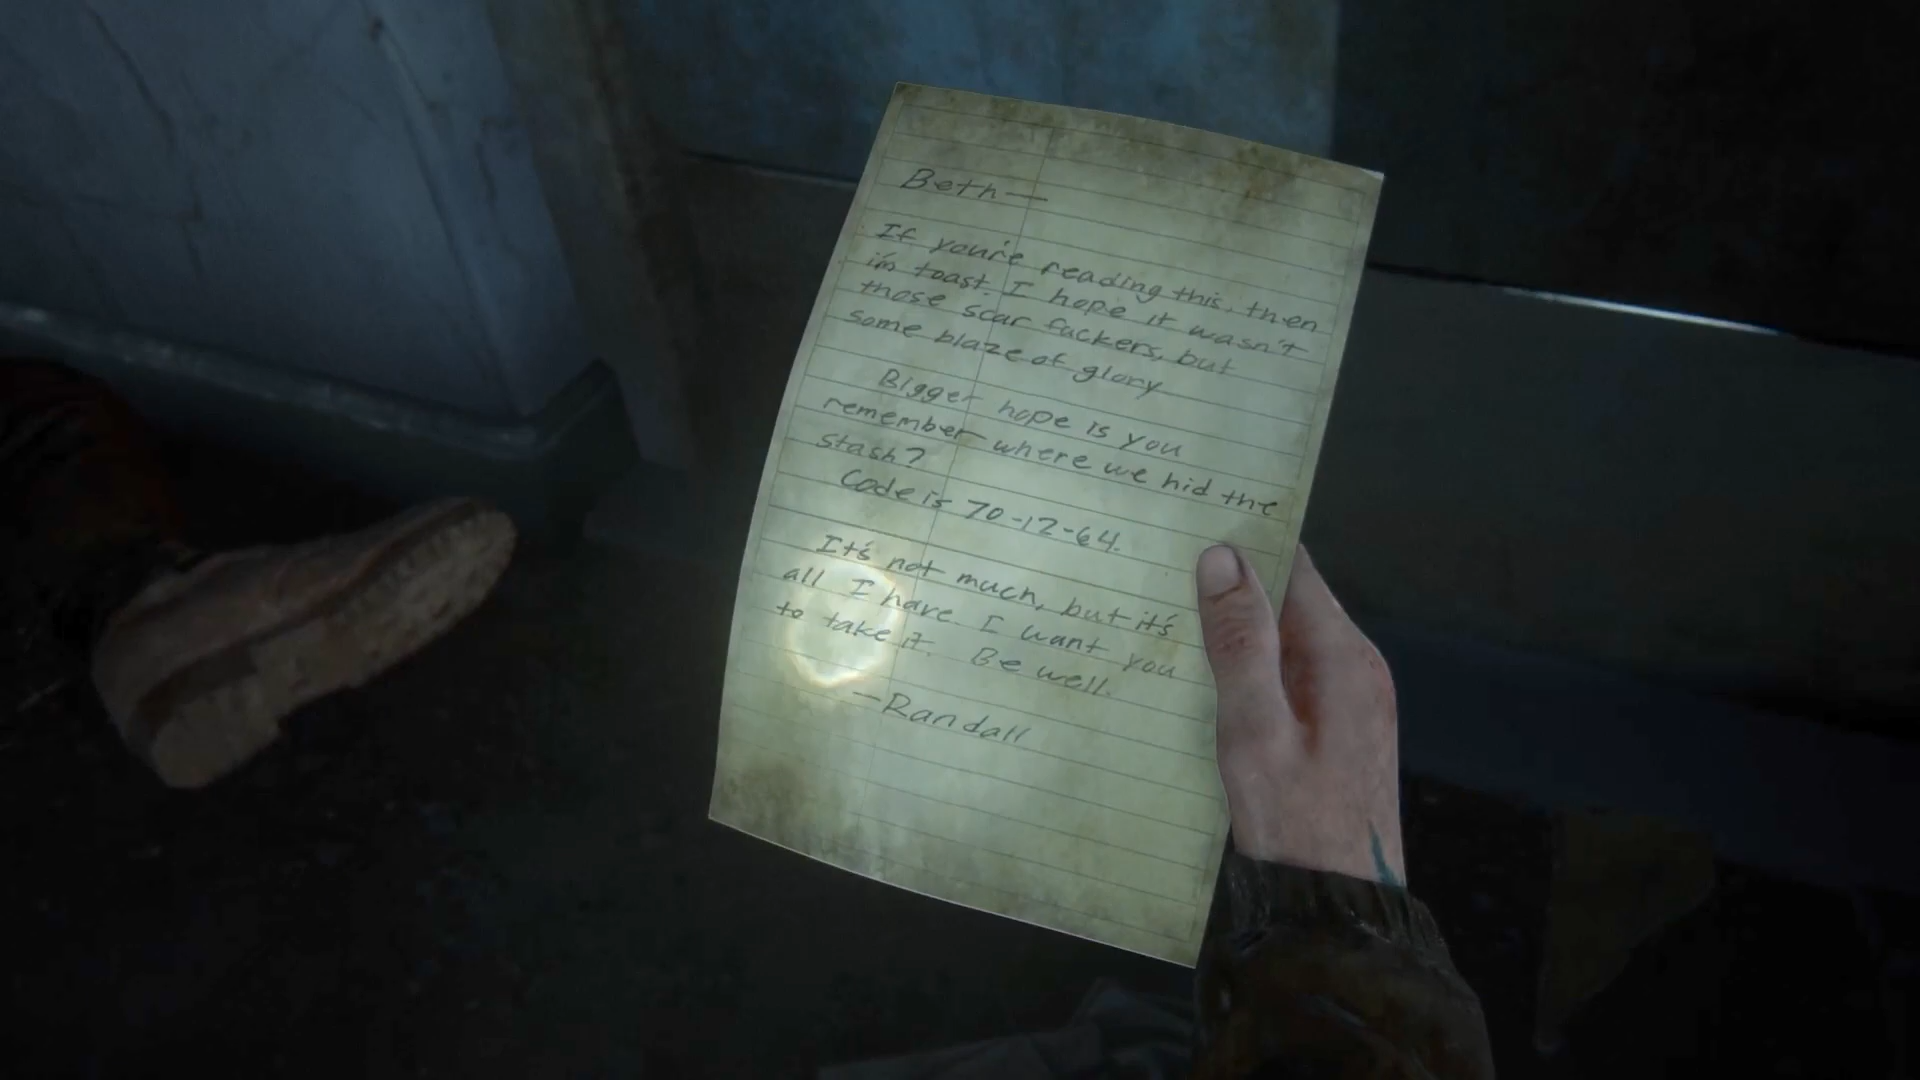 Beth—
If you're reading this, then
i'm toast. I hope it wasn't
those scar fuckers, but
some blaze of glory
Bigger hope is you
remember where we hid the
stash?
Code is 70-12-64.
It's not much, but it's
all I have. I want you
to take it. Be well.
—Randall